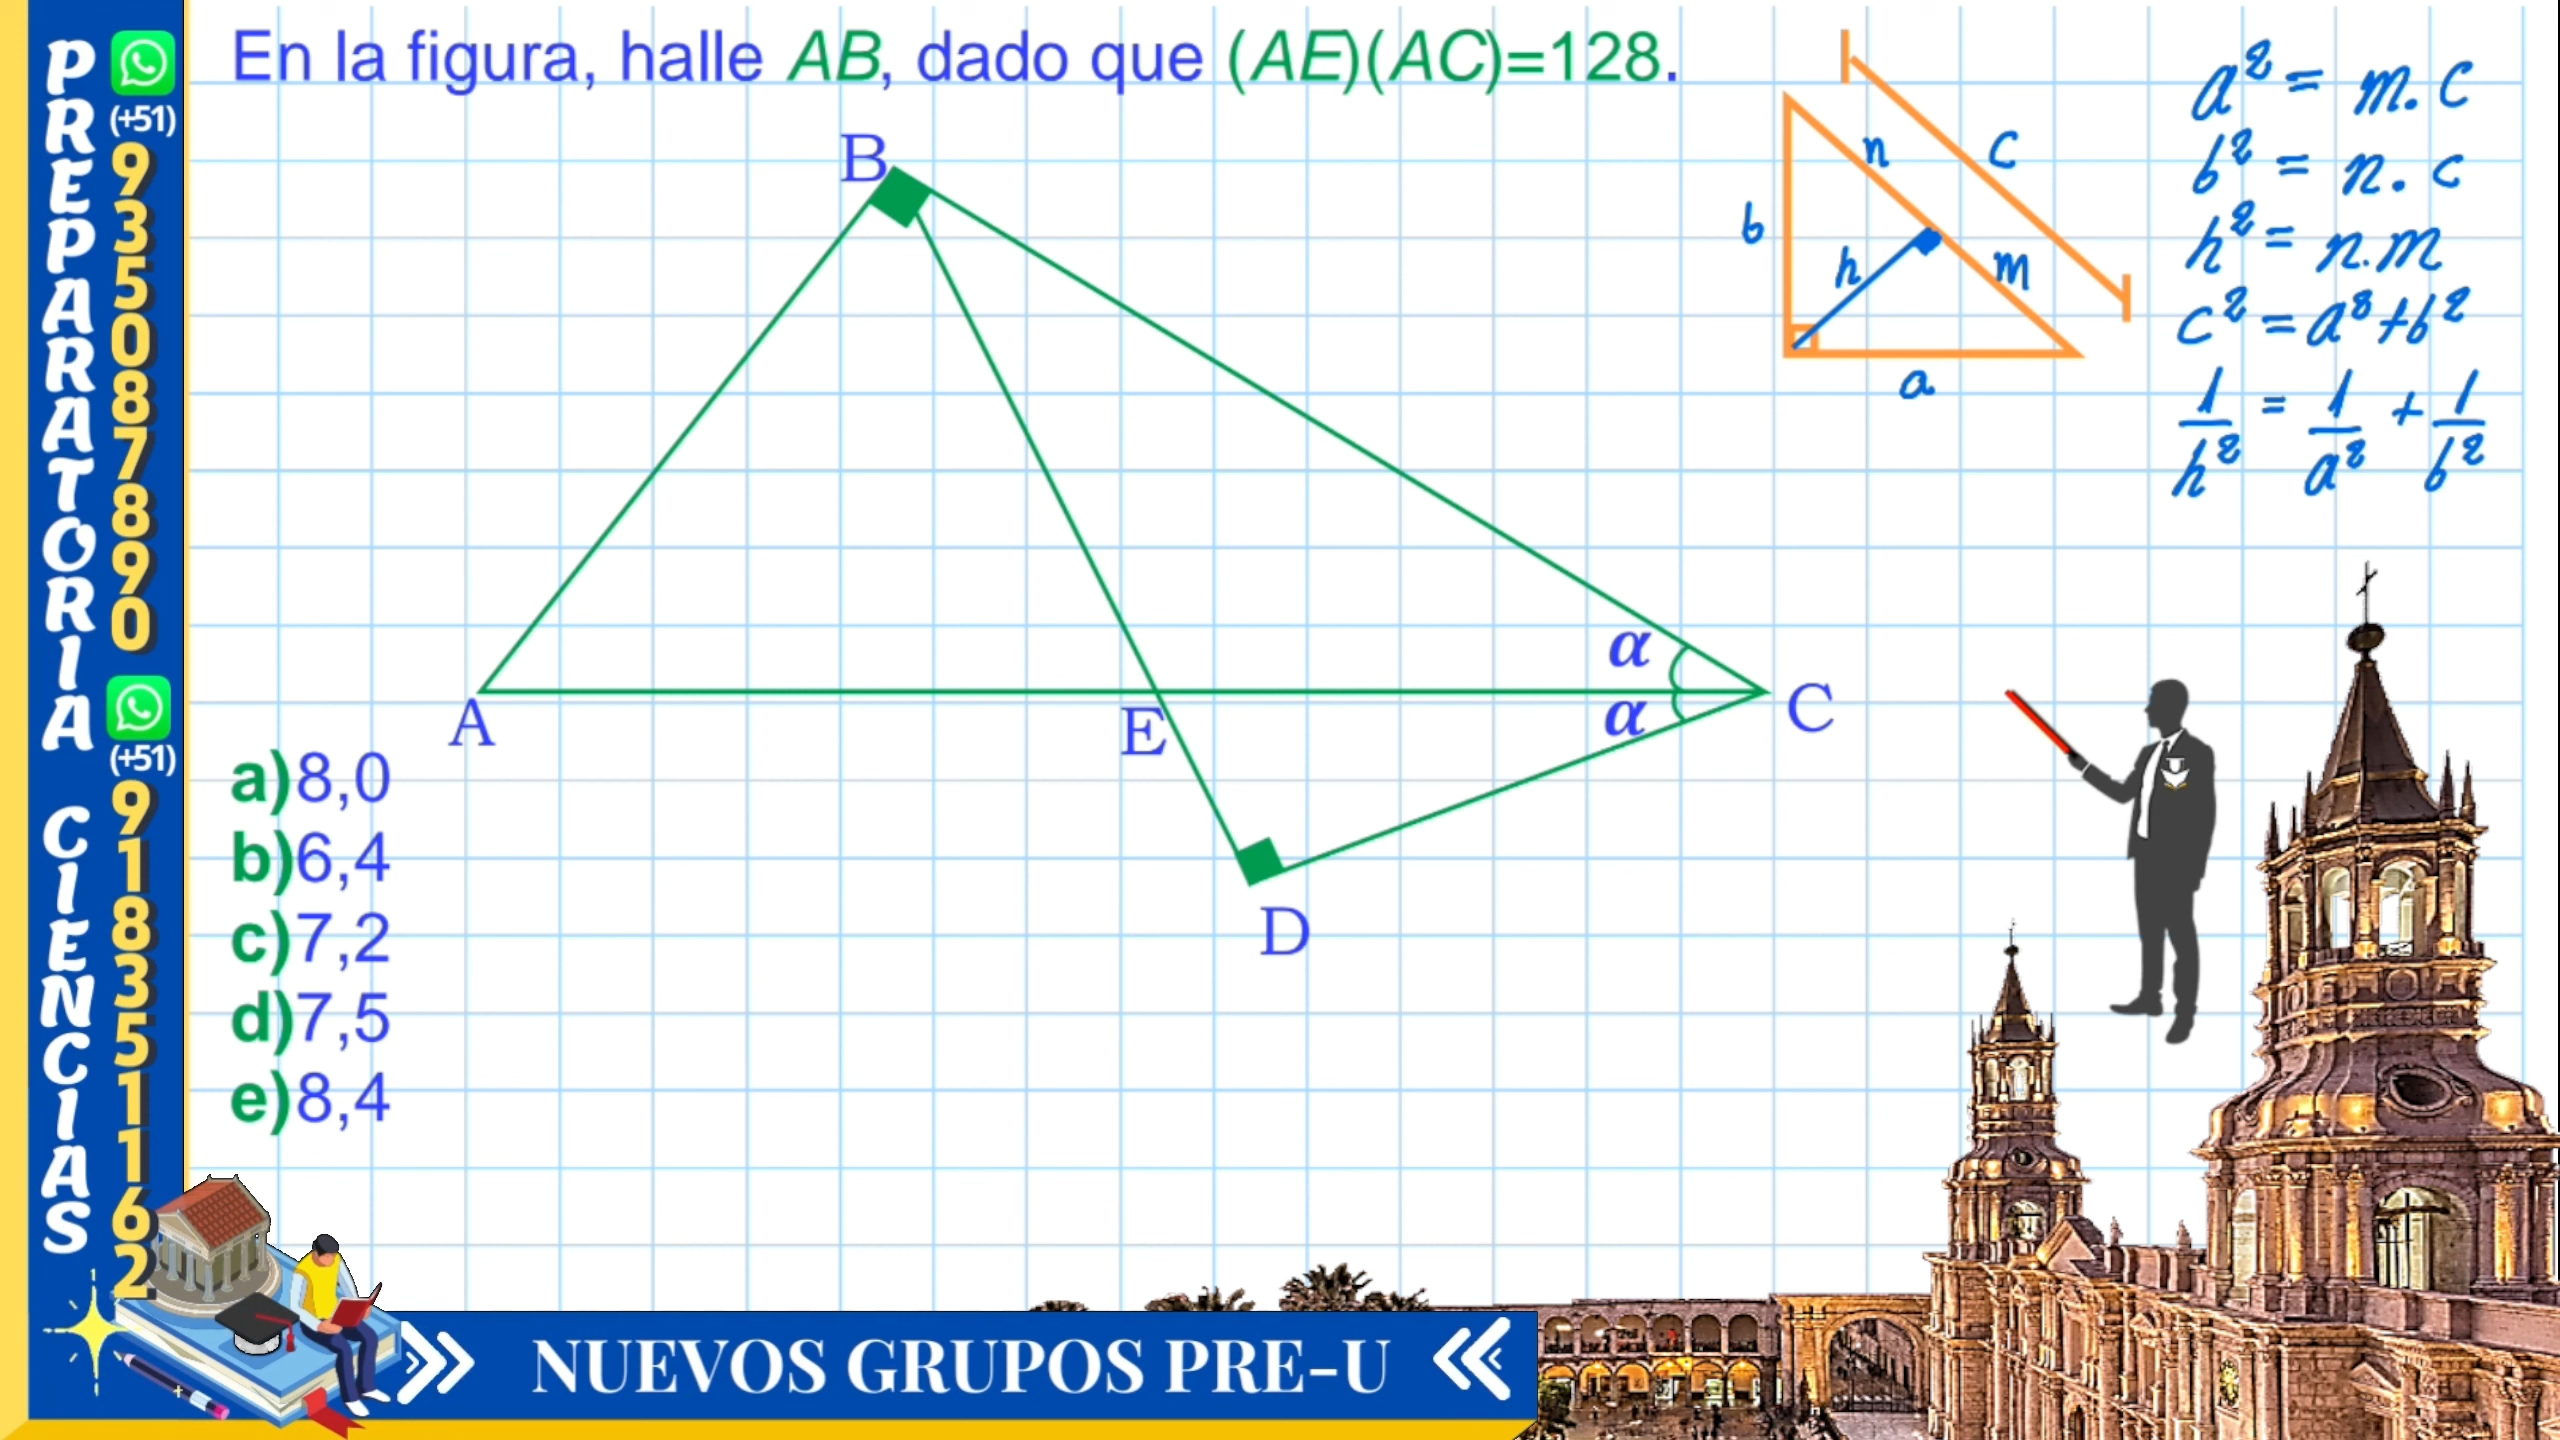 PREPARATORIA CIENCIAS
(+51)
935087890
(+51)
918351162
En la figura, halle AB, dado que (AE)(AC)=128.
B
A
E
C
D
α
α
a)8,0
b)6,4
c)7,2
d)7,5
e)8,4
n
c
b
h
m
a
a² = m.c
b² = n.c
h² = n.m
c² = a² + b²
1/h² = 1/a² + 1/b²
NUEVOS GRUPOS PRE-U